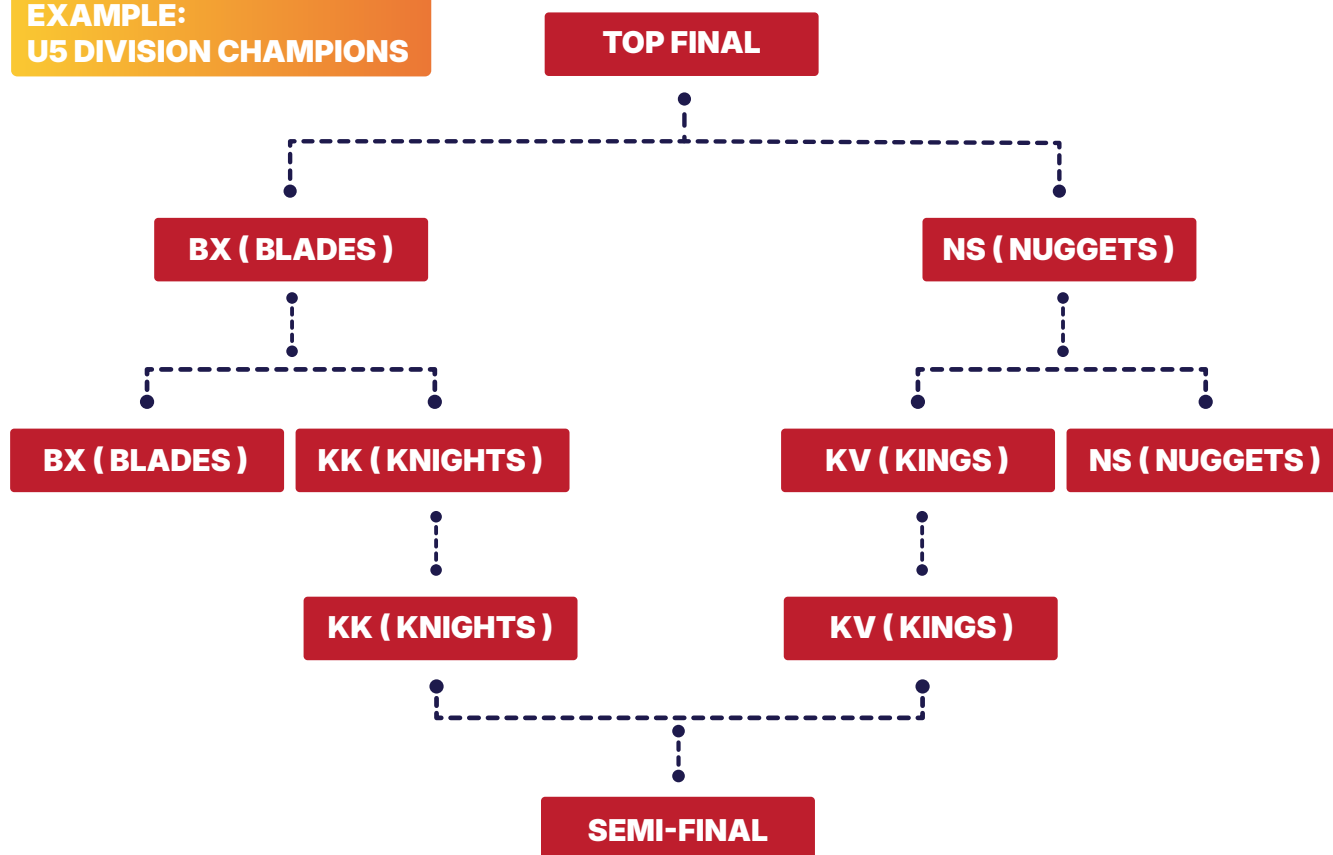 EXAMPLE:
U5 DIVISION CHAMPIONS
TOP FINAL
BX ( BLADES )
NS ( NUGGETS )
BX ( BLADES )
KK ( KNIGHTS )
KV ( KINGS )
NS ( NUGGETS )
KK ( KNIGHTS )
KV ( KINGS )
SEMI-FINAL